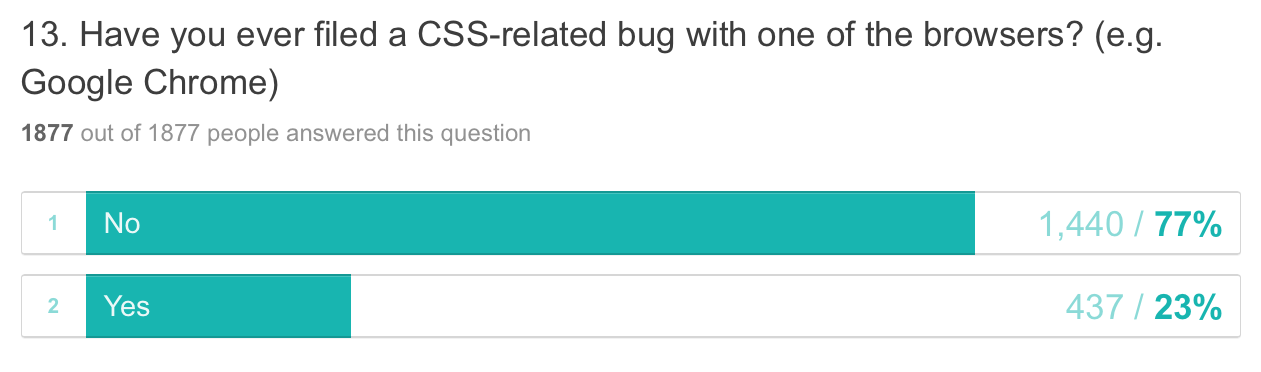 13. Have you ever filed a CSS-related bug with one of the browsers? (e.g.
Google Chrome)
1877 out of 1877 people answered this question
1 No 1,440 / 77%
2 Yes 437 / 23%